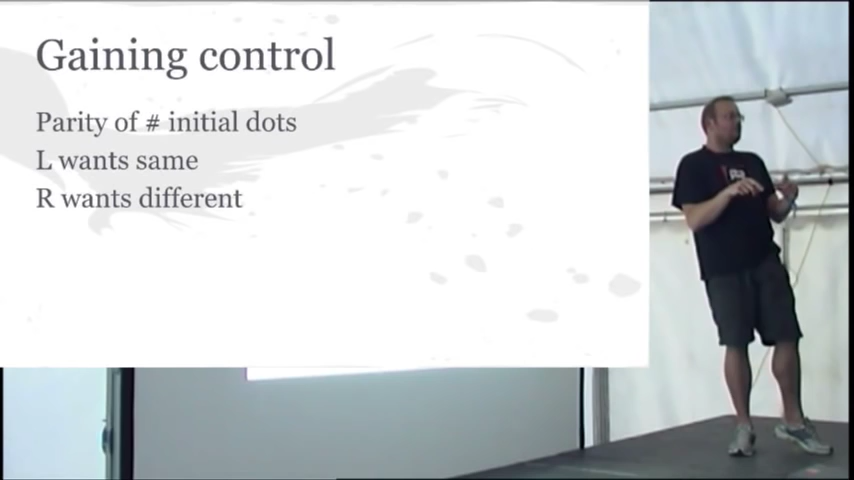 Gaining control
Parity of # initial dots
L wants same
R wants different